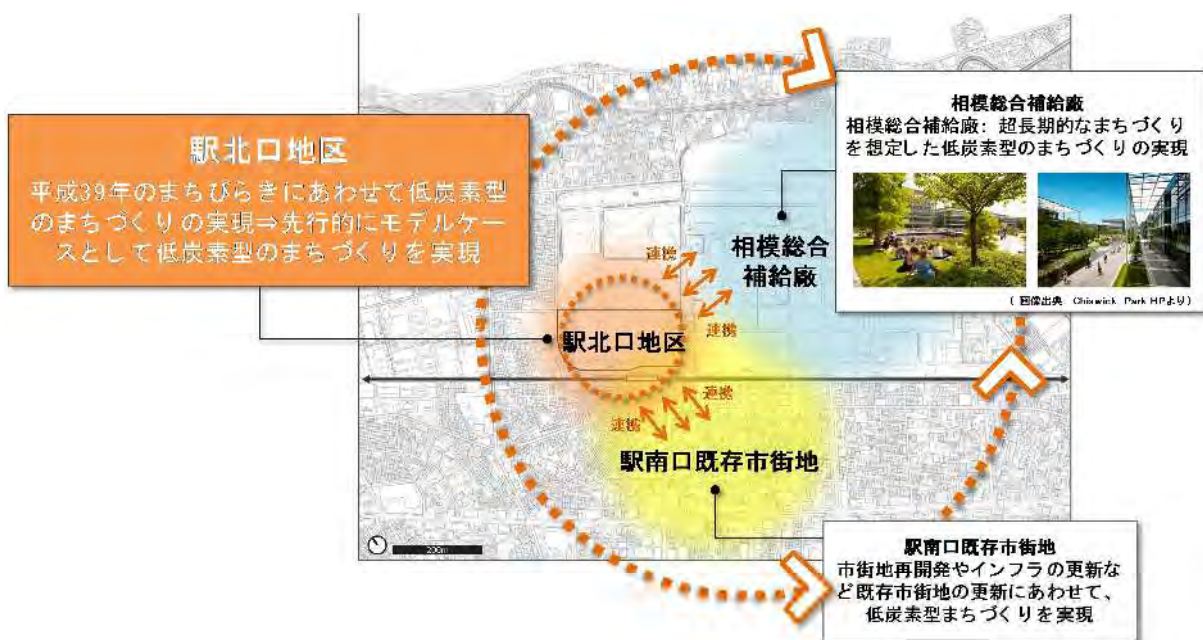 駅北口地区
平成39年のまちびらきにあわせて低炭素型
のまちづくりの実現⇒先行的にモデルケー
スとして低炭素型のまちづくりを実現
相模総合補給廠
相模総合補給廠：超長期的なまちづくり
を想定した低炭素型のまちづくりの実現
（画像出典 Chiswick Park HPより）
連携
相模総合
補給廠
連携
駅北口地区
連携
連携
駅南口既存市街地
駅南口既存市街地
市街地再開発やインフラの更新な
ど既存市街地の更新にあわせて、
低炭素型まちづくりを実現
200m